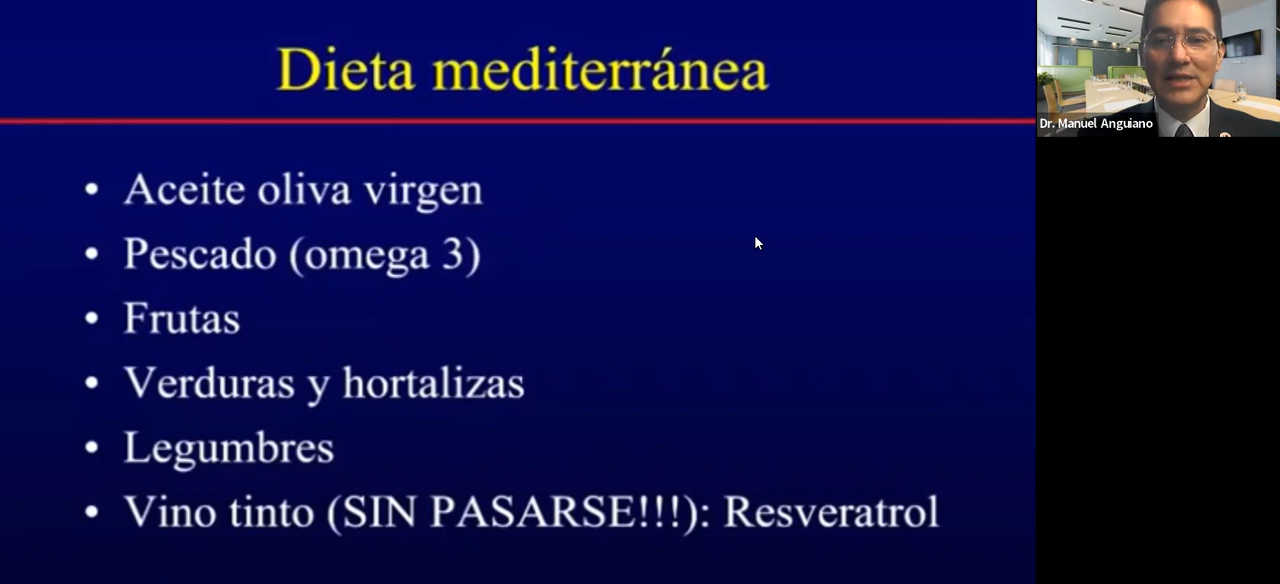 Dieta mediterránea
• Aceite oliva virgen
• Pescado (omega 3)
• Frutas
• Verduras y hortalizas
• Legumbres
• Vino tinto (SIN PASARSE!!!): Resveratrol
Dr. Manuel Anguiano